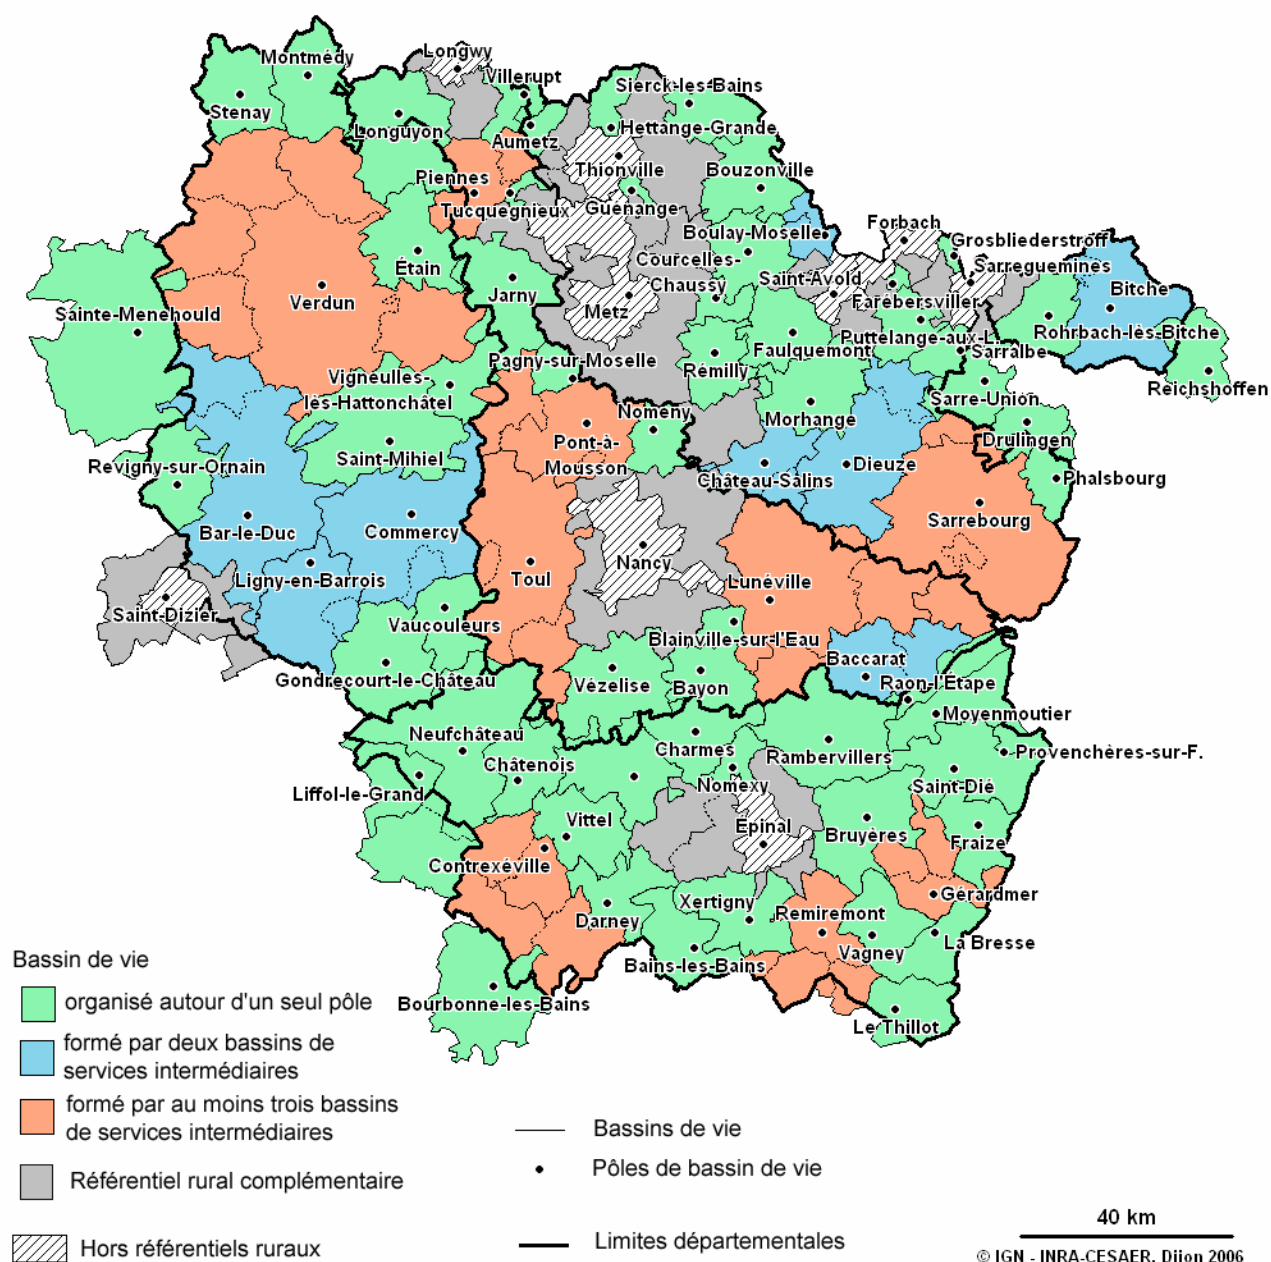 Montmédy
Longwy
Villerupt
Sierck-les-Bains
Stenay
Longuyon
Aumetz
Hettange-Grande
Thionville
Bouzonville
Piennes
Tucquegnieux
Guénange
Forbach
Boulay-Moselle
Grosbliederstroff
Étain
Courcelles-
Chaussy
Saint-Avold
Sarreguemines
Jarny
Bitche
Verdun
Metz
Farébersviller
Sainte-Menehould
Puttelange-aux-L.
Rohrbach-lès-Bitche
Faulquemont
Sarralbe
Pagny-sur-Moselle
Rémilly
Reichshoffen
Vigneulles-
lès-Hattonchâtel
Nomény
Morhange
Sarre-Union
Pont-à-
Mousson
Drulingen
Revigny-sur-Ornain
Saint-Mihiel
Château-Salins
Dieuze
Phalsbourg
Bar-le-Duc
Commercy
Sarrebourg
Nancy
Ligny-en-Barrois
Toul
Lunéville
Saint-Dizier
Vaucouleurs
Blainville-sur-l'Eau
Baccarat
Gondrecourt-le-Château
Vézelise
Bayon
Raon-l'Étape
Moyenmoutier
Neufchâteau
Charmes
Rambervillers
Provenchères-sur-F.
Châtenois
Nomexy
Saint-Dié
Liffol-le-Grand
Vittel
Epinal
Bruyères
Fraize
Contrexéville
Gérardmer
Darney
Xertigny
Remiremont
La Bresse
Vagney
Bains-les-Bains
Bourbonne-les-Bains
Le Thillot
Bassin de vie
organisé autour d'un seul pôle
formé par deux bassins de
services intermédiaires
formé par au moins trois bassins
de services intermédiaires
Référentiel rural complémentaire
Hors référentiels ruraux
Bassins de vie
Pôles de bassin de vie
Limites départementales
40 km
© IGN - INRA-CESAER, Dijon 2006